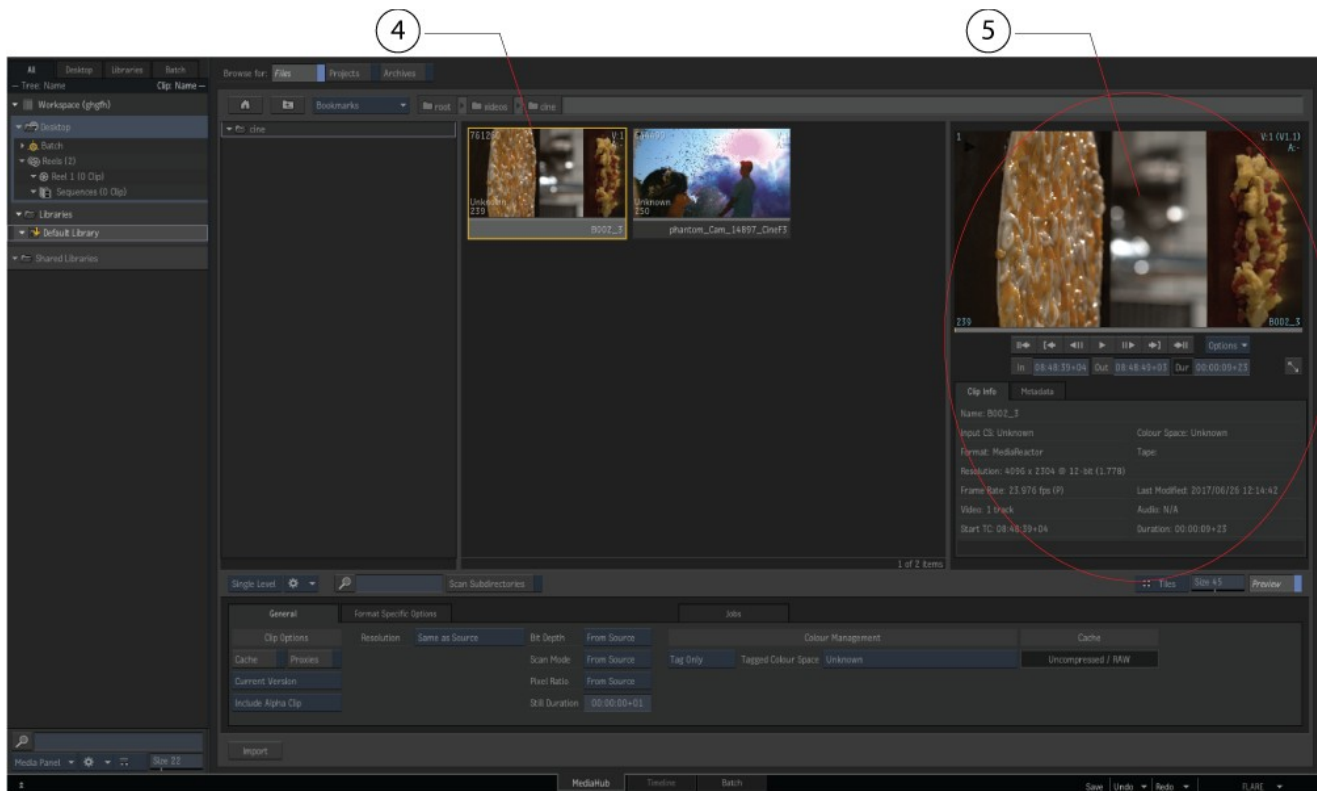 4
5
All Desktop Libraries Batch
— Tree: Name Clip: Name —
Workspace (ghgfh)
Desktop
Batch
Reels (2)
Reel 1 (0 Clip)
Sequences (0 Clip)
Libraries
Default Library
Shared Libraries
Media Panel Size 22
Browse for: Files Projects Archives
Bookmarks root videos cine
cine
V:1
Unknown
239
B002_3
Unknown
250
phantom_Cam_14897_CineF3
1 of 2 items
1 V:1 (V1.1)
A:-
239 B002_3
Options
In 08:48:39+04 Out 08:48:49+03 Dur 00:00:09+23
Clip Info Metadata
Name: B002_3
Input CS: Unknown Colour Space: Unknown
Format: MediaReactor Tape:
Resolution: 4096 x 2304 @ 12-bit (1.778)
Frame Rate: 23.976 fps (P) Last Modified: 2017/06/26 12:14:42
Video: 1 track Audio: N/A
Start TC: 08:48:39+04 Duration: 00:00:09+23
Single Level Scan Subdirectories Tiles Size 45 Preview
General Format Specific Options Jobs
Clip Options Resolution Same as Source Bit Depth From Source Colour Management Cache
Cache Proxies Scan Mode From Source Tag Only Tagged Colour Space Unknown Uncompressed / RAW
Current Version Pixel Ratio From Source
Include Alpha Clip Still Duration 00:00:00+01
Import
MediaHub Timeline Batch Save Undo Redo FLARE